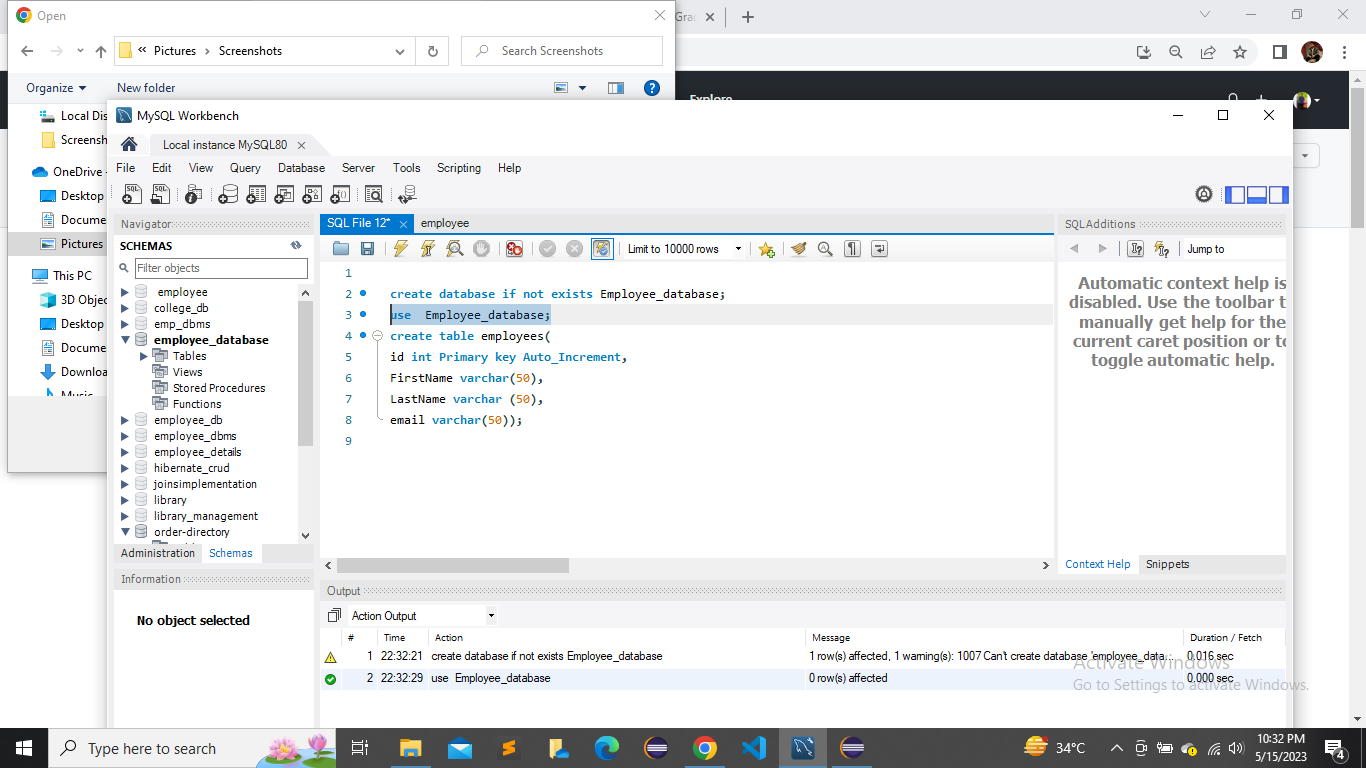 Open
Grad
« Pictures › Screenshots
Search Screenshots
Organize
New folder
Explore
Local Dis
Screensh
OneDrive -
Desktop
Docume
Pictures
This PC
3D Objec
Desktop
Docume
Downloa
Music
MySQL Workbench
Local instance MySQL80
File Edit View Query Database Server Tools Scripting Help
Navigator
SCHEMAS
Filter objects
employee
college_db
emp_dbms
employee_database
Tables
Views
Stored Procedures
Functions
employee_db
employee_dbms
employee_details
hibernate_crud
joinsimplementation
library
library_management
order-directory
Administration Schemas
Information
No object selected
SQL File 12* employee
Limit to 10000 rows
1
2 create database if not exists Employee_database;
3 use  Employee_database;
4 create table employees(
5 id int Primary key Auto_Increment,
6 FirstName varchar(50),
7 LastName varchar (50),
8 email varchar(50));
9
SQLAdditions
Jump to
Automatic context help is
disabled. Use the toolbar t
manually get help for the
current caret position or to
toggle automatic help.
Context Help Snippets
Output
Action Output
# Time Action Message Duration / Fetch
1 22:32:21 create database if not exists Employee_database 1 row(s) affected, 1 warning(s): 1007 Can't create database 'employee_data... 0.016 sec
2 22:32:29 use  Employee_database 0 row(s) affected 0.000 sec
Activate Windows
Go to Settings to activate Windows.
Type here to search
34°C
10:32 PM
5/15/2023
4